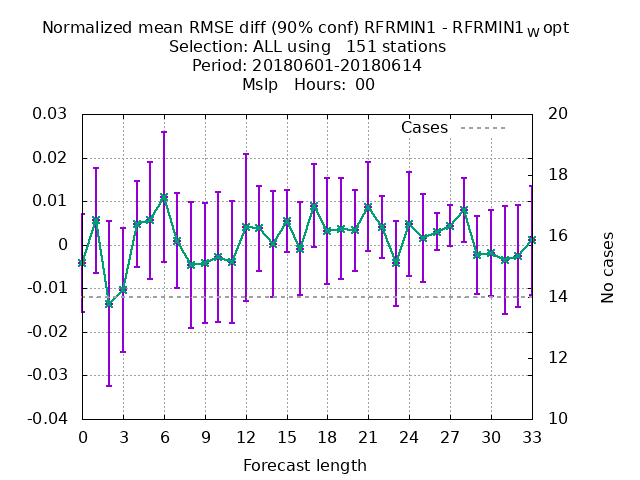 Normalized mean RMSE diff (90% conf) RFRMIN1 - RFRMIN1W opt
Selection: ALL using 151 stations
Period: 20180601-20180614
Mslp Hours: 00
Cases
0.03
0.02
0.01
0
-0.01
-0.02
-0.03
-0.04
20
18
16
14
12
10
No cases
0 3 6 9 12 15 18 21 24 27 30 33
Forecast length